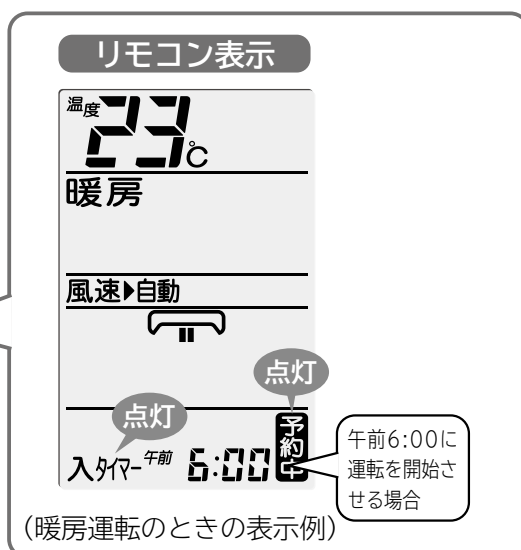 リモコン表示
温度23℃
暖房
風速▶自動
点灯
点灯
入タイマー午前 6:00
予約中
午前6:00に
運転を開始さ
せる場合
(暖房運転のときの表示例)